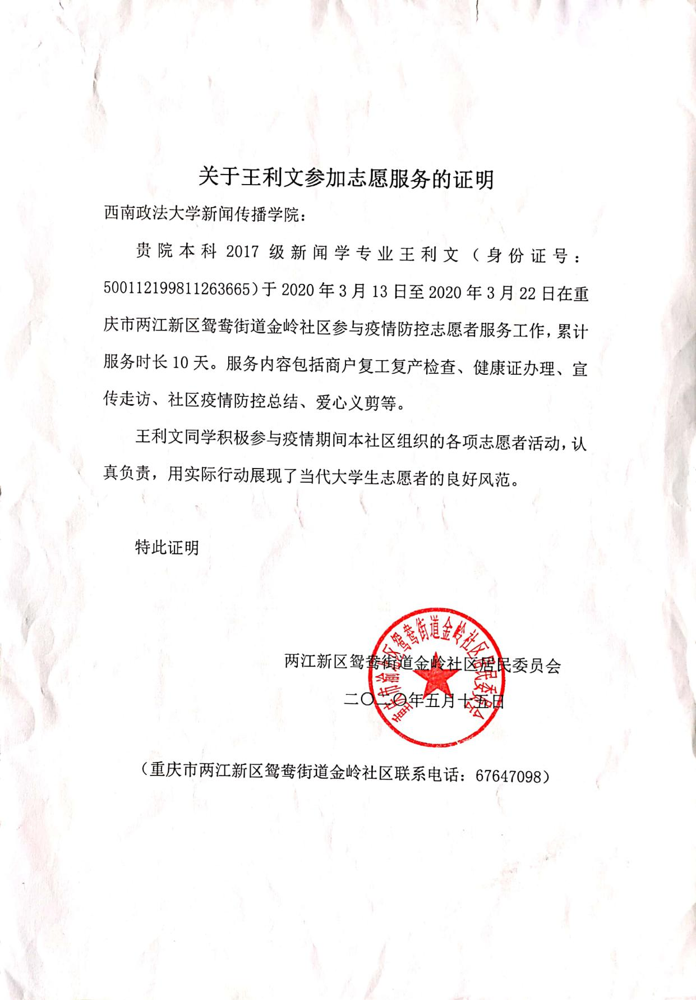 关于王利文参加志愿服务的证明
西南政法大学新闻传播学院：
贵院本科 2017 级新闻学专业王利文（身份证号：
500112199811263665）于 2020 年 3 月 13 日至 2020 年 3 月 22 日在重
庆市两江新区鸳鸯街道金岭社区参与疫情防控志愿者服务工作，累计
服务时长 10 天。服务内容包括商户复工复产检查、健康证办理、宣
传走访、社区疫情防控总结、爱心义剪等。
王利文同学积极参与疫情期间本社区组织的各项志愿者活动，认
真负责，用实际行动展现了当代大学生志愿者的良好风范。
特此证明
重庆市渝北区鸳鸯街道金岭社区居民委员会
两江新区鸳鸯街道金岭社区居民委员会
二〇二〇年五月十五日
（重庆市两江新区鸳鸯街道金岭社区联系电话：67647098）